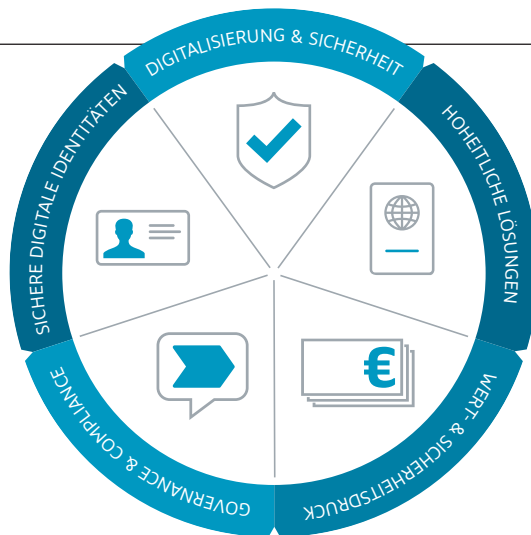 DIGITALISIERUNG & SICHERHEIT
HOHEITLICHE LÖSUNGEN
WERT- & SICHERHEITSDRUCK
GOVERNANCE & COMPLIANCE
SICHERE DIGITALE IDENTITÄTEN
€